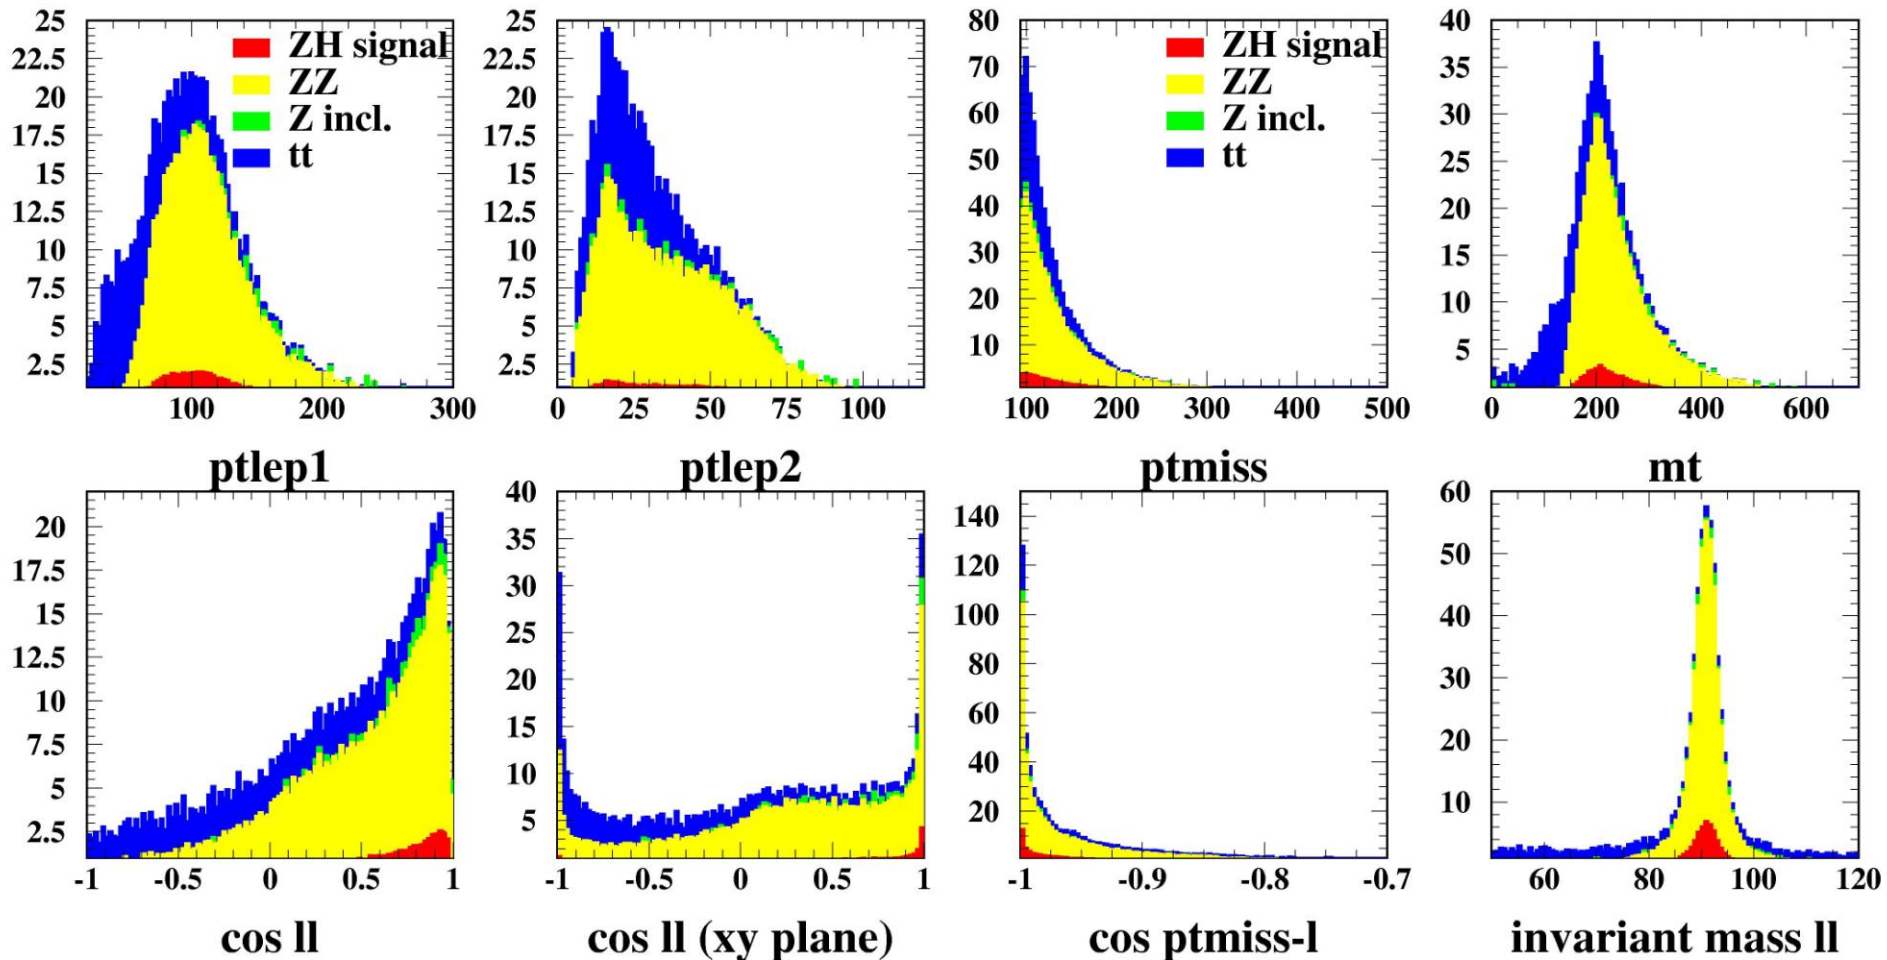 25
22.5
20
17.5
15
12.5
10
7.5
5
2.5
100 200 300
ZH signal
ZZ
Z incl.
tt
ptlep1
25
22.5
20
17.5
15
12.5
10
7.5
5
2.5
0 25 50 75 100
ptlep2
80
70
60
50
40
30
20
10
100 200 300 400 500
ZH signal
ZZ
Z incl.
tt
ptmiss
40
35
30
25
20
15
10
5
0 200 400 600
mt
20
17.5
15
12.5
10
7.5
5
2.5
-1 -0.5 0 0.5 1
cos ll
40
35
30
25
20
15
10
5
-1 -0.5 0 0.5 1
cos ll (xy plane)
140
120
100
80
60
40
20
-1 -0.9 -0.8 -0.7
cos ptmiss-l
60
50
40
30
20
10
60 80 100 120
invariant mass ll